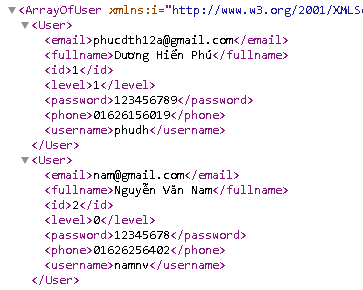 <ArrayOfUser xmlns:i="http://www.w3.org/2001/XMLSc
<User>
<email>phucdth12a@gmail.com</email>
<fullname>Dương Hiển Phú</fullname>
<id>1</id>
<level>1</level>
<password>123456789</password>
<phone>01626156019</phone>
<username>phudh</username>
</User>
<User>
<email>nam@gmail.com</email>
<fullname>Nguyễn Văn Nam</fullname>
<id>2</id>
<level>0</level>
<password>12345678</password>
<phone>01626256402</phone>
<username>namnv</username>
</User>